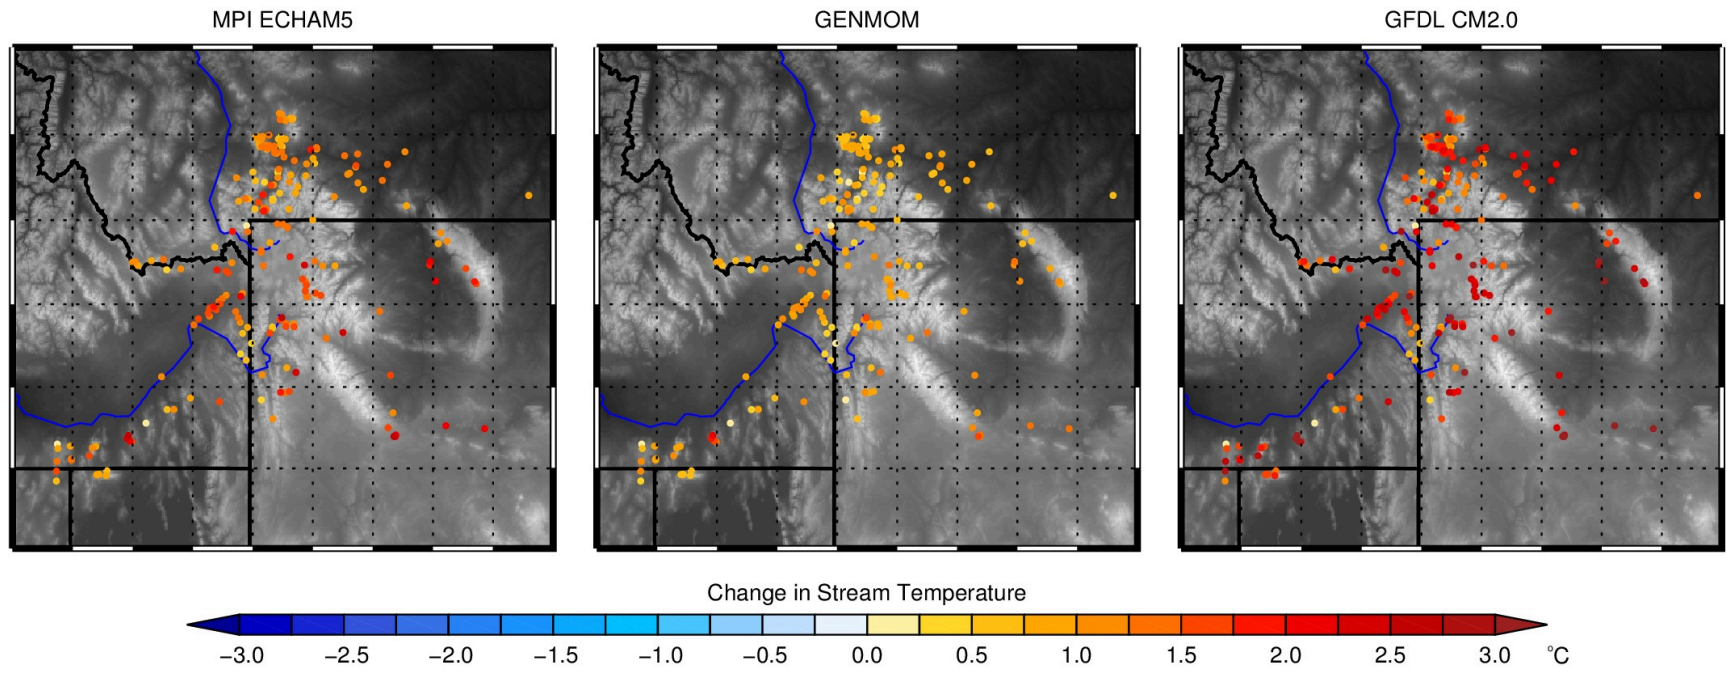 MPI ECHAM5 GENMOM GFDL CM2.0
Change in Stream Temperature
−3.0 −2.5 −2.0 −1.5 −1.0 −0.5 0.0 0.5 1.0 1.5 2.0 2.5 3.0 °C